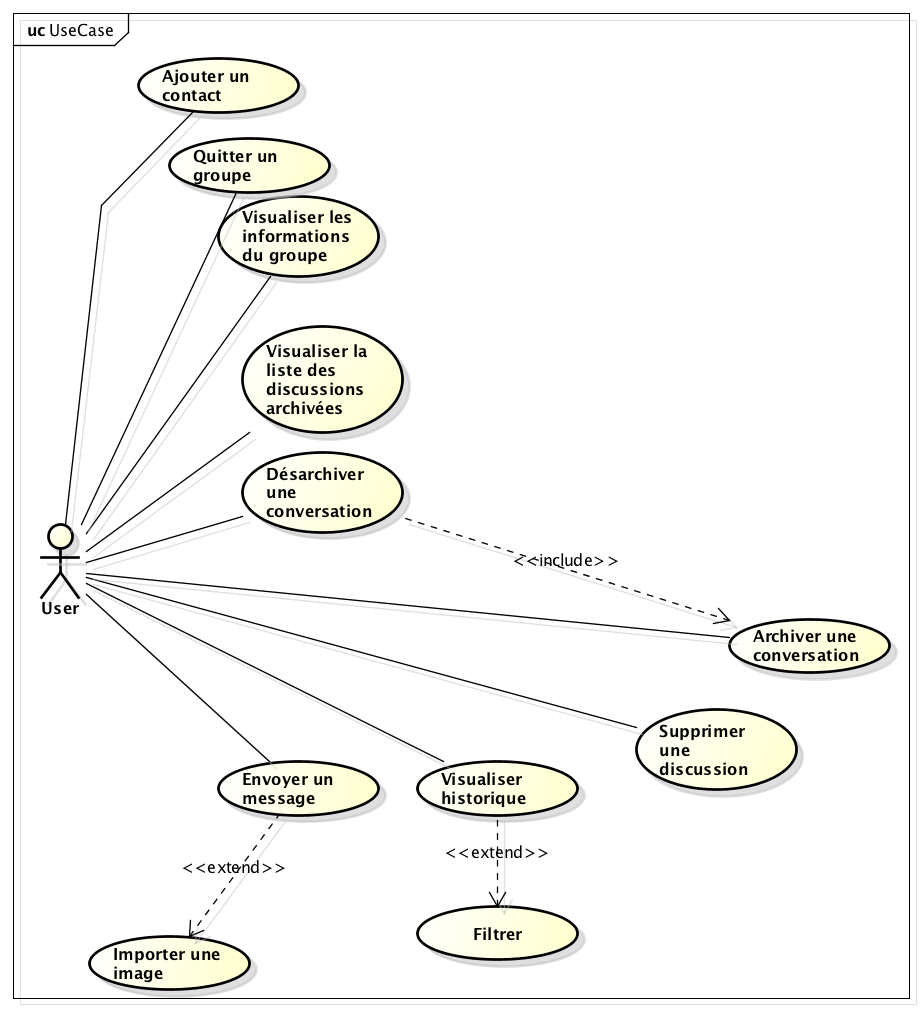 uc UseCase
Ajouter un
contact
Quitter un
groupe
Visualiser les
informations
du groupe
Visualiser la
liste des
discussions
archivées
Désarchiver
une
conversation
<<include>>
User
Archiver une
conversation
Supprimer
une
discussion
Envoyer un
message
Visualiser
historique
<<extend>>
<<extend>>
Importer une
image
Filtrer